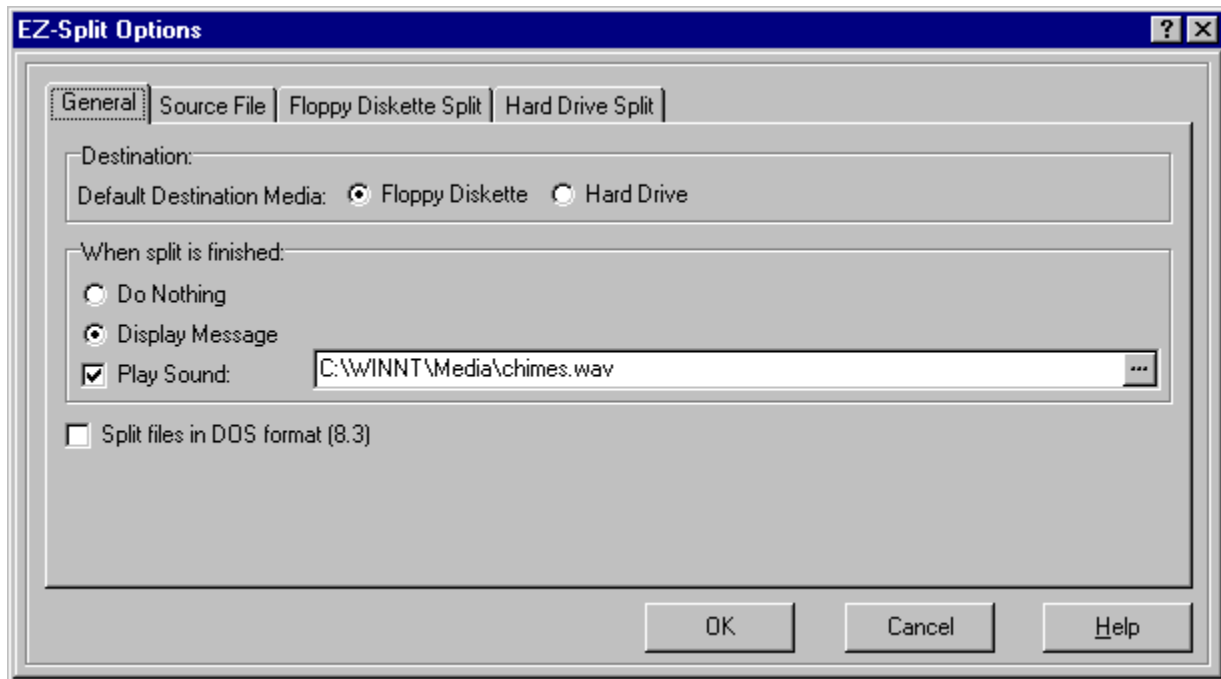 EZ-Split Options
General Source File Floppy Diskette Split Hard Drive Split
Destination:
Default Destination Media: Floppy Diskette Hard Drive
When split is finished:
Do Nothing
Display Message
Play Sound: C:\WINNT\Media\chimes.wav ...
Split files in DOS format (8.3)
OK Cancel Help